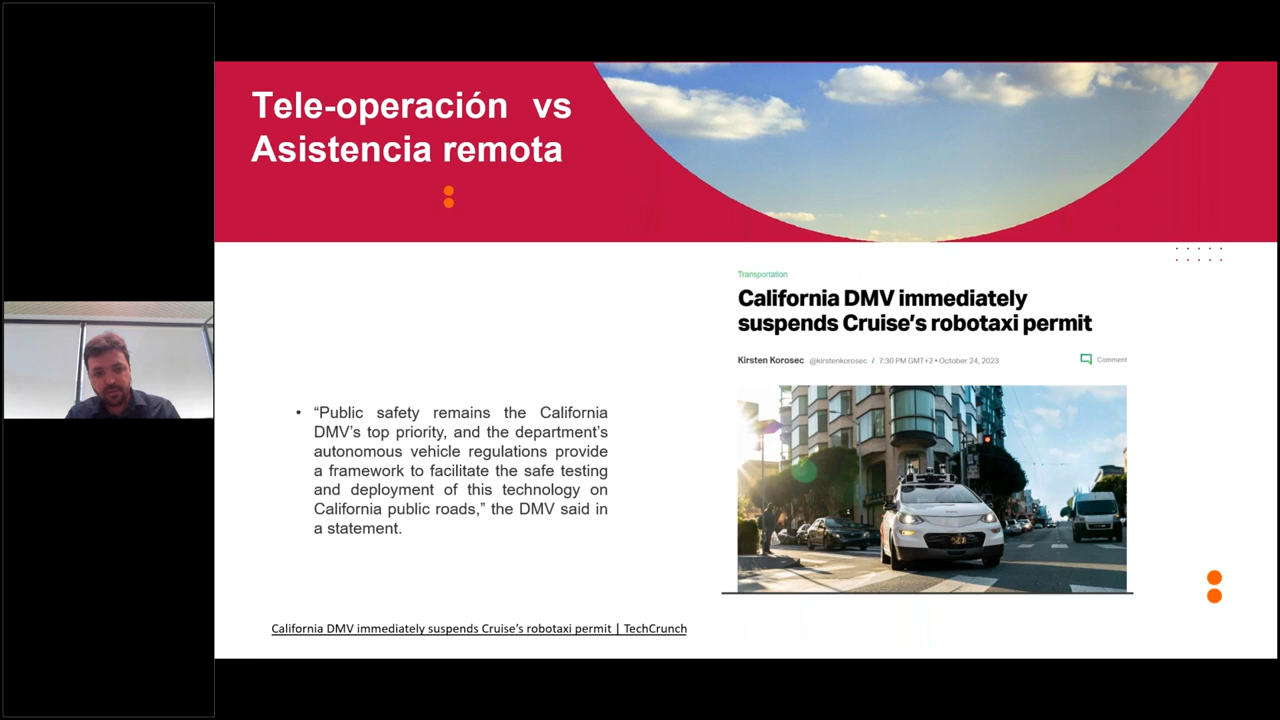 Tele-operación vs
Asistencia remota
Transportation
California DMV immediately
suspends Cruise's robotaxi permit
Kirsten Korosec @kirstenkorosec / 7:30 PM GMT+2 • October 24, 2023
Comment
• “Public safety remains the California
DMV’s top priority, and the department’s
autonomous vehicle regulations provide
a framework to facilitate the safe testing
and deployment of this technology on
California public roads,” the DMV said in
a statement.
California DMV immediately suspends Cruise’s robotaxi permit | TechCrunch